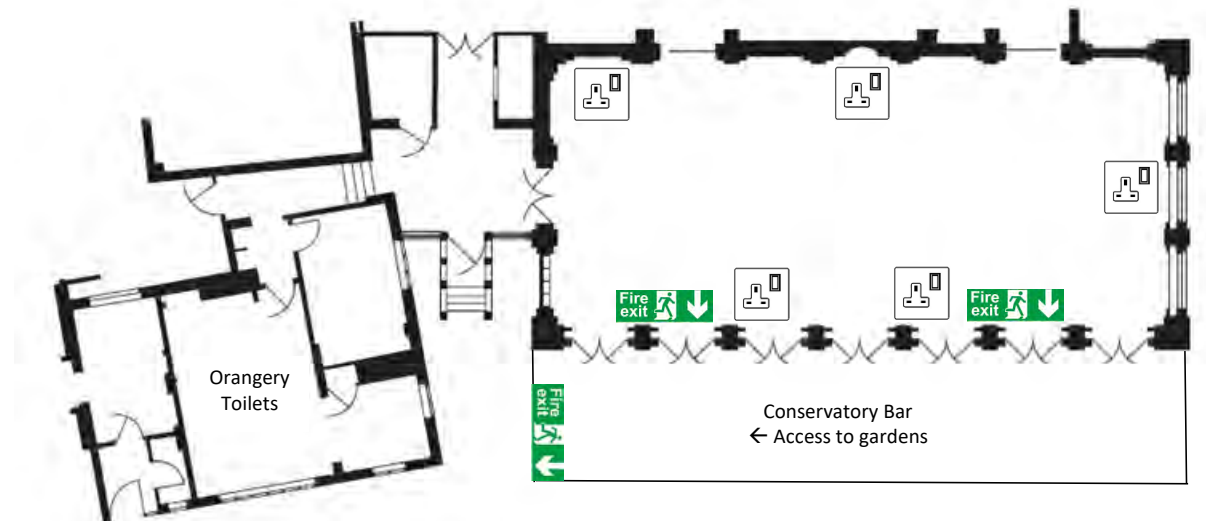 Fire
exit
Fire
exit
Orangery
Toilets
Fire
exit
Conservatory Bar
← Access to gardens